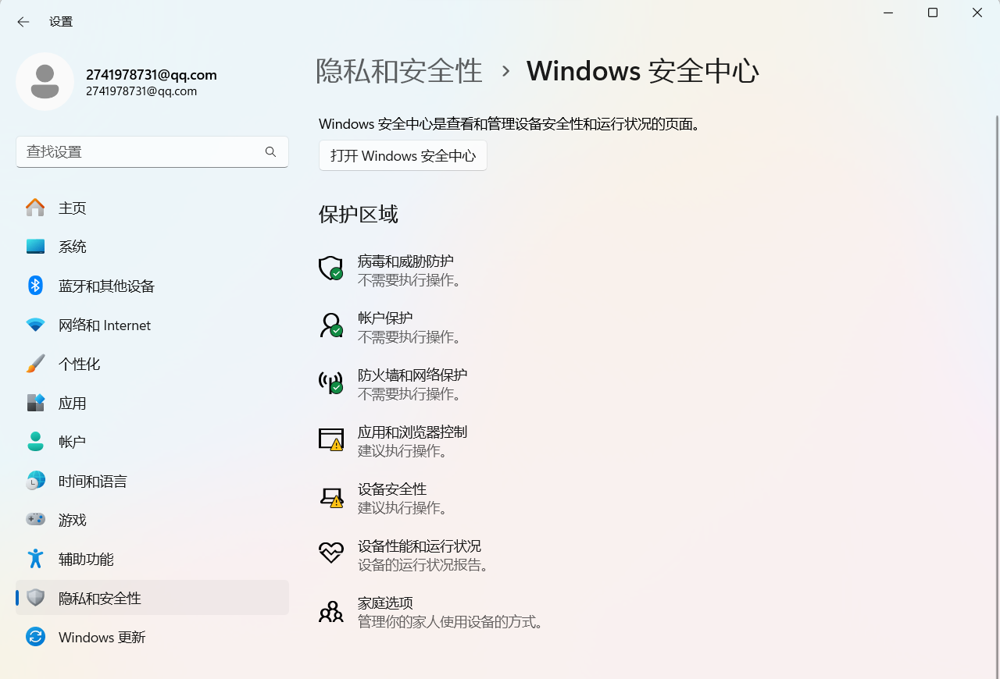 设置
2741978731@qq.com
2741978731@qq.com
查找设置
主页
系统
蓝牙和其他设备
网络和 Internet
个性化
应用
帐户
时间和语言
游戏
辅助功能
隐私和安全性
Windows 更新
隐私和安全性 › Windows 安全中心
Windows 安全中心是查看和管理设备安全性和运行状况的页面。
打开 Windows 安全中心
保护区域
病毒和威胁防护
不需要执行操作。
帐户保护
不需要执行操作。
防火墙和网络保护
不需要执行操作。
应用和浏览器控制
建议执行操作。
设备安全性
建议执行操作。
设备性能和运行状况
设备的运行状况报告。
家庭选项
管理你的家人使用设备的方式。